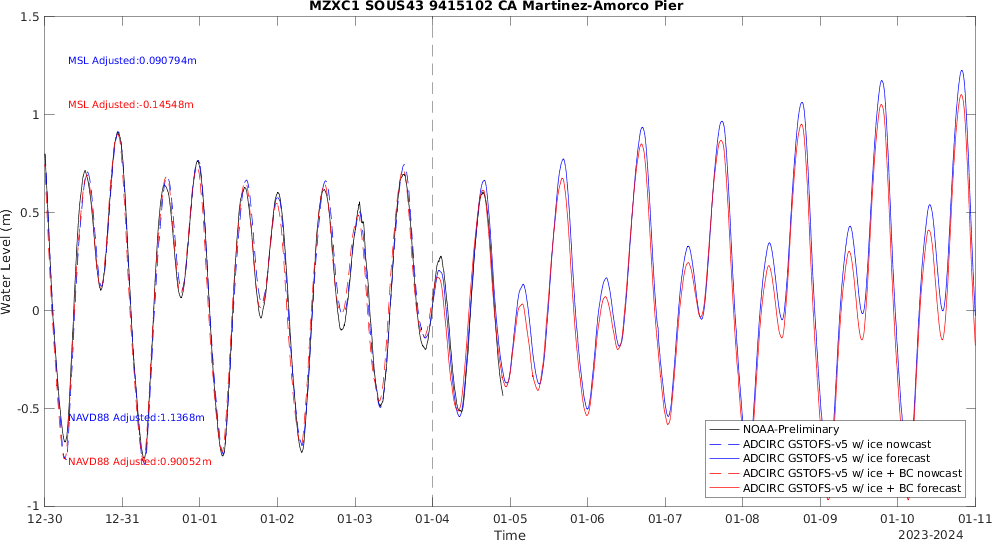 MZXC1 SOUS43 9415102 CA Martinez-Amorco Pier
1.5
MSL Adjusted:0.090794m
MSL Adjusted:-0.14548m
1
0.5
Water Level (m)
0
-0.5
NAVD88 Adjusted:1.1368m
NAVD88 Adjusted:0.90052m
NOAA-Preliminary
ADCIRC GSTOFS-v5 w/ ice nowcast
ADCIRC GSTOFS-v5 w/ ice forecast
ADCIRC GSTOFS-v5 w/ ice + BC nowcast
ADCIRC GSTOFS-v5 w/ ice + BC forecast
-1
12-30 12-31 01-01 01-02 01-03 01-04 01-05 01-06 01-07 01-08 01-09 01-10 01-11
Time
2023-2024